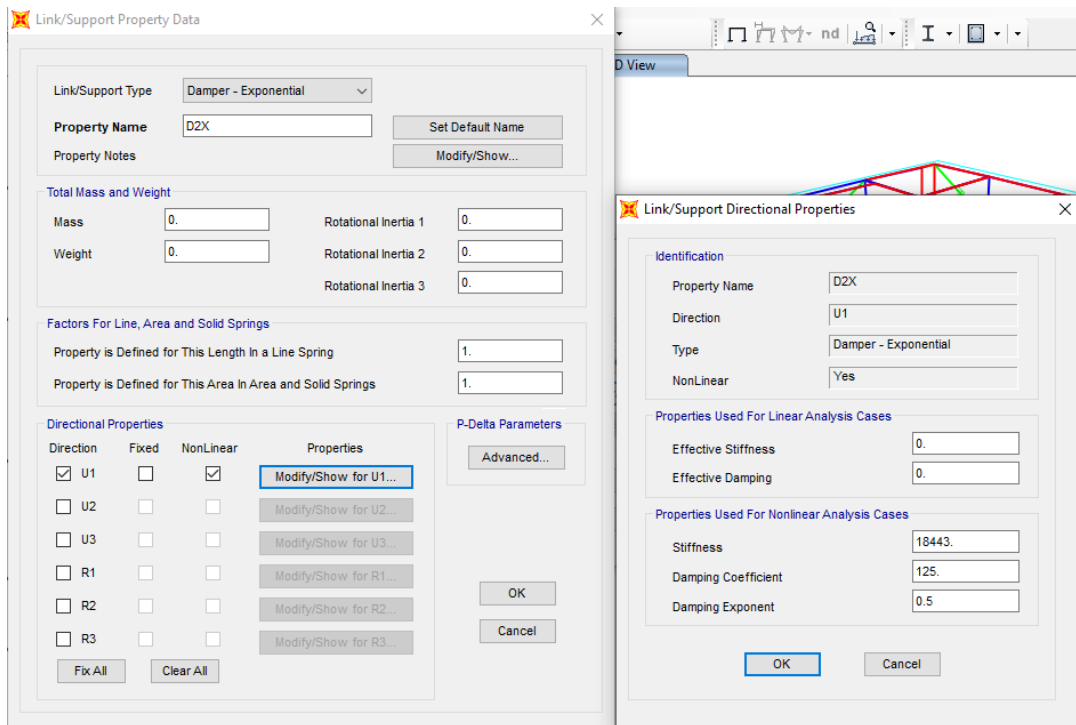 Link/Support Property Data
Link/Support Type
Damper - Exponential
Property Name
D2X
Set Default Name
Property Notes
Modify/Show...
Total Mass and Weight
Mass
0.
Rotational Inertia 1
0.
Weight
0.
Rotational Inertia 2
0.
Rotational Inertia 3
0.
Factors For Line, Area and Solid Springs
Property is Defined for This Length In a Line Spring
1.
Property is Defined for This Area In Area and Solid Springs
1.
Directional Properties
Direction Fixed NonLinear Properties
U1 Modify/Show for U1...
U2 Modify/Show for U2...
U3 Modify/Show for U3...
R1 Modify/Show for R1...
R2 Modify/Show for R2...
R3 Modify/Show for R3...
Fix All Clear All
P-Delta Parameters
Advanced...
OK
Cancel
nd
D View
Link/Support Directional Properties
Identification
Property Name D2X
Direction U1
Type Damper - Exponential
NonLinear Yes
Properties Used For Linear Analysis Cases
Effective Stiffness 0.
Effective Damping 0.
Properties Used For Nonlinear Analysis Cases
Stiffness 18443.
Damping Coefficient 125.
Damping Exponent 0.5
OK Cancel